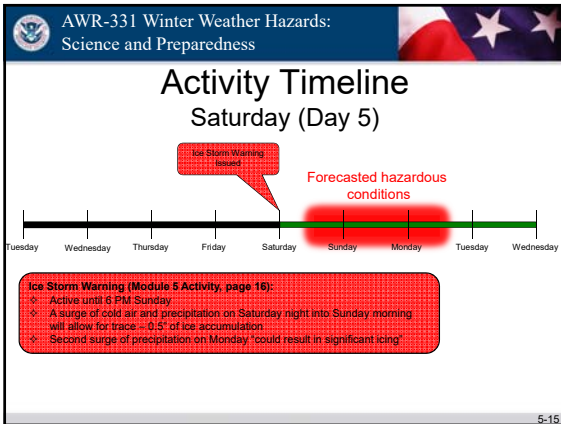 AWR-331 Winter Weather Hazards:
Science and Preparedness
Activity Timeline
Saturday (Day 5)
Ice Storm Warning
Issued
Forecasted hazardous
conditions
Tuesday Wednesday Thursday Friday Saturday Sunday Monday Tuesday Wednesday
Ice Storm Warning (Module 5 Activity, page 16):
❖ Active until 6 PM Sunday
❖ A surge of cold air and precipitation on Saturday night into Sunday morning
will allow for trace – 0.5" of ice accumulation
❖ Second surge of precipitation on Monday "could result in significant icing"
5-15